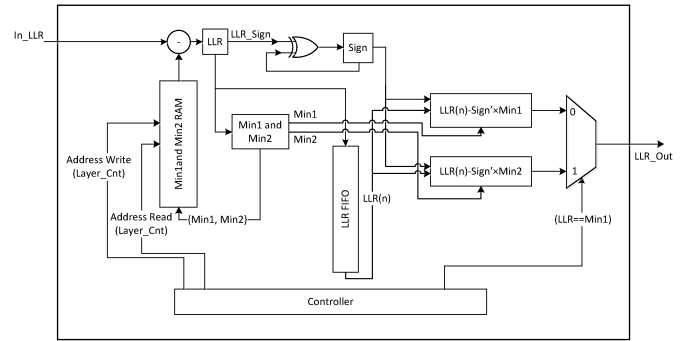 In_LLR
-
LLR
LLR_Sign
Sign
Min1and Min2 RAM
Min1 and
Min2
Min1
Min2
LLR FIFO
LLR(n)
LLR(n)-Sign'×Min1
LLR(n)-Sign'×Min2
0
1
LLR_Out
Address Write
(Layer_Cnt)
Address Read
(Layer_Cnt)
{Min1, Min2}
(LLR==Min1)
Controller